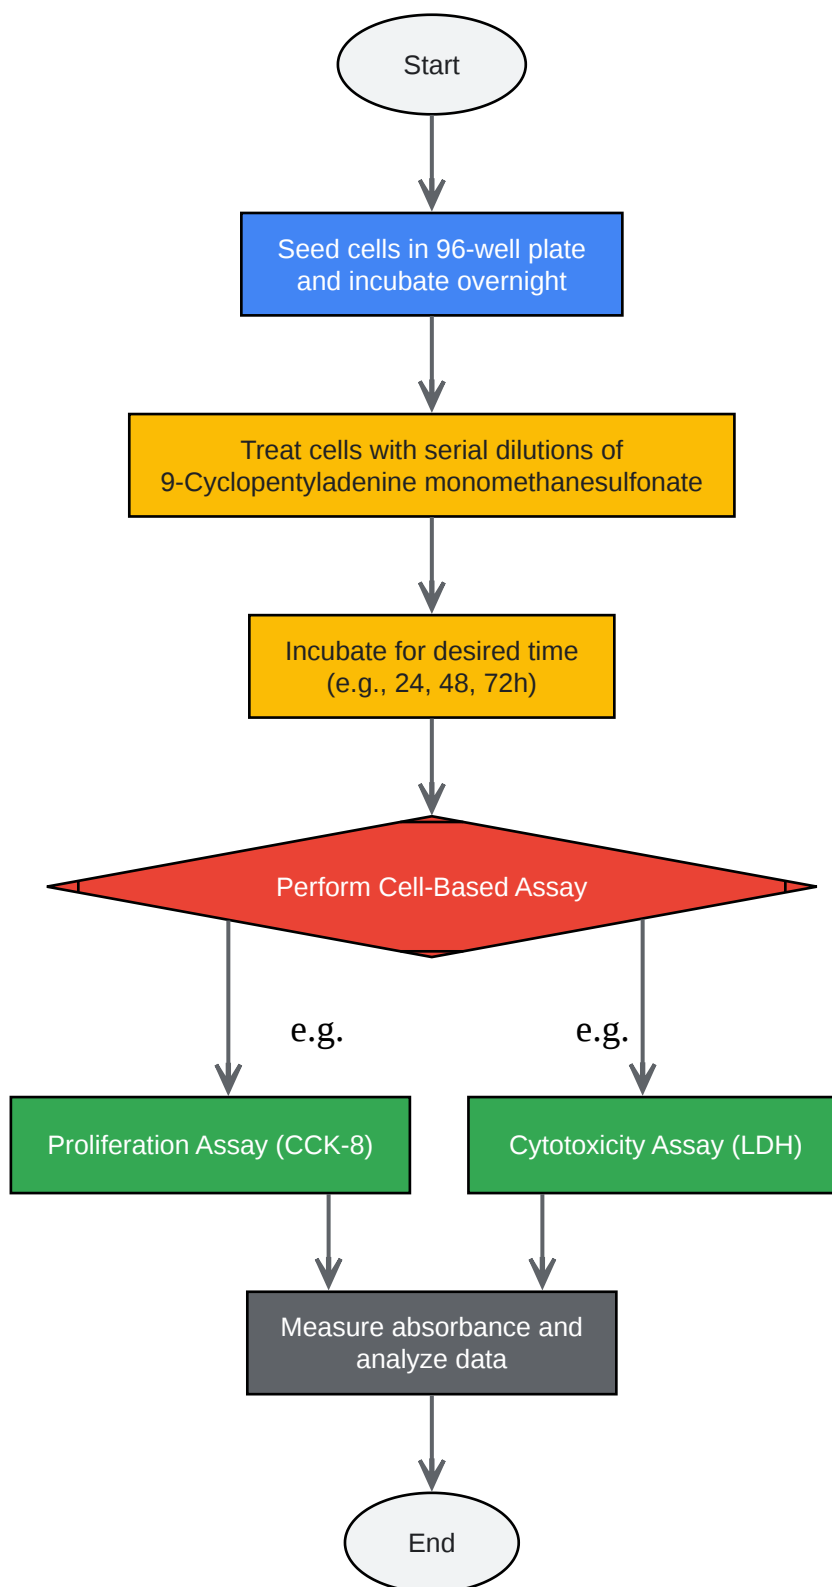 Start
Seed cells in 96-well plate
and incubate overnight
Treat cells with serial dilutions of
9-Cyclopentyladenine monomethanesulfonate
Incubate for desired time
(e.g., 24, 48, 72h)
Perform Cell-Based Assay
e.g.
e.g.
Proliferation Assay (CCK-8)
Cytotoxicity Assay (LDH)
Measure absorbance and
analyze data
End